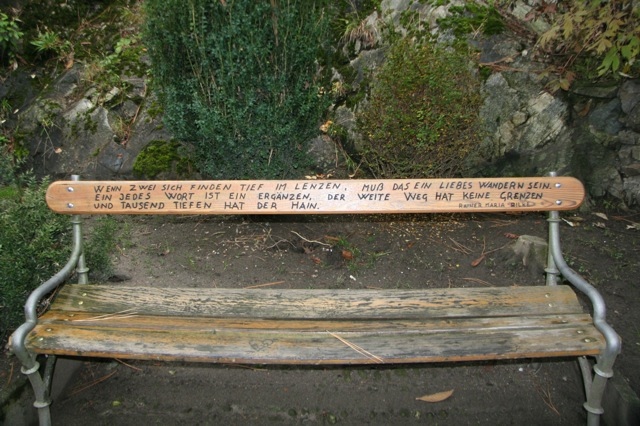 WENN ZWEI SICH FINDEN TIEF IM LENZEN, MUß DAS EIN LIEBES WANDERN SEIN.
EIN JEDES WORT IST EIN ERGÄNZEN, DER WEITE WEG HAT KEINE GRENZEN
UND TAUSEND TIEFEN HAT DER HAIN.
RAINER MARIA RILKE